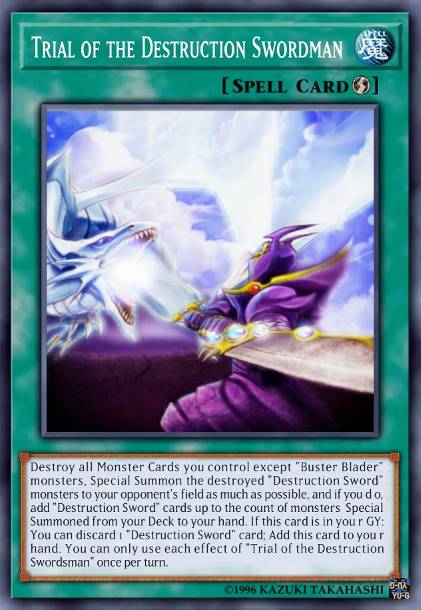 TRIAL OF THE DESTRUCTION SWORDMAN
SPELL
魔
[SPELL CARD]
Destroy all Monster Cards you control except "Buster Blader"
monsters, Special Summon the destroyed "Destruction Sword"
monsters to your opponent's field as much as possible, and if you d o,
add "Destruction Sword" cards up to the count of monsters Special
Summoned from your Deck to your hand. If this card is in you r GY:
You can discard 1 "Destruction Sword" card; Add this card to you r
hand. You can only use each effect of "Trial of the Destruction
Swordsman" once per turn.
©1996 KAZUKI TAKAHASHI
D-NA
YU-G